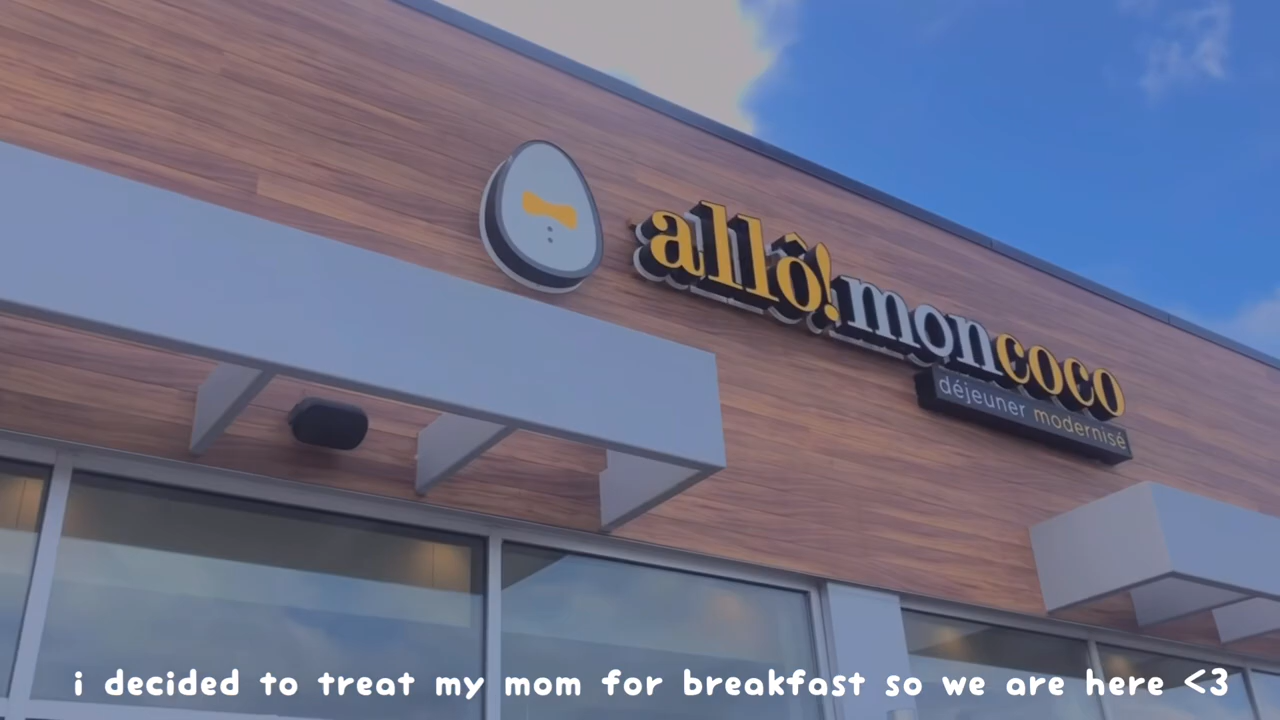 allô!moncoco
déjeuner modernisé
i decided to treat my mom for breakfast so we are here <3